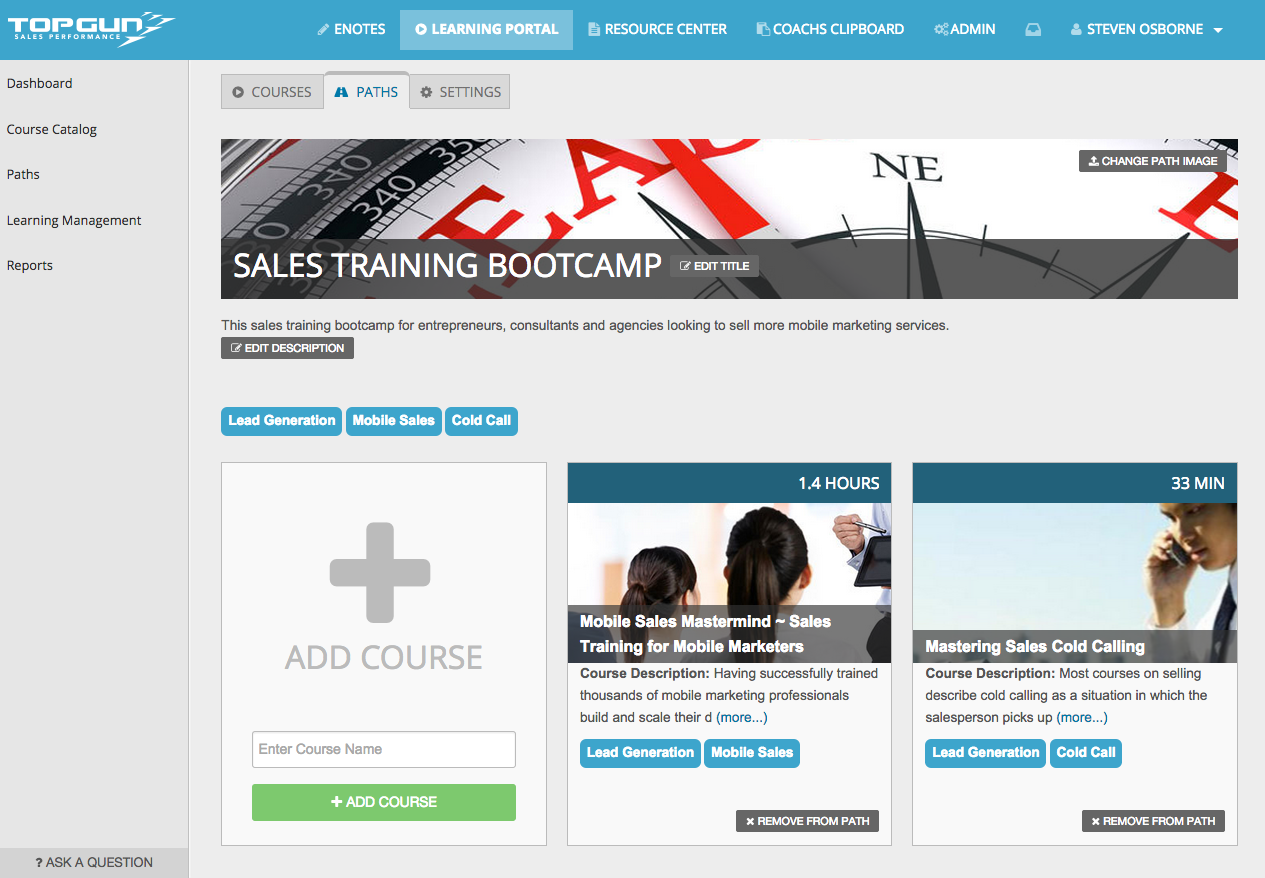 TOPGUN
SALES PERFORMANCE
ENOTES
LEARNING PORTAL
RESOURCE CENTER
COACHS CLIPBOARD
ADMIN
STEVEN OSBORNE
Dashboard
Course Catalog
Paths
Learning Management
Reports
? ASK A QUESTION
COURSES
PATHS
SETTINGS
340
340
35
330
NE
CHANGE PATH IMAGE
SALES TRAINING BOOTCAMP
EDIT TITLE
This sales training bootcamp for entrepreneurs, consultants and agencies looking to sell more mobile marketing services.
EDIT DESCRIPTION
Lead Generation
Mobile Sales
Cold Call
ADD COURSE
Enter Course Name
ADD COURSE
1.4 HOURS
Mobile Sales Mastermind ~ Sales
Training for Mobile Marketers
Course Description: Having successfully trained
thousands of mobile marketing professionals
build and scale their d (more...)
Lead Generation
Mobile Sales
REMOVE FROM PATH
33 MIN
Mastering Sales Cold Calling
Course Description: Most courses on selling
describe cold calling as a situation in which the
salesperson picks up (more...)
Lead Generation
Cold Call
REMOVE FROM PATH